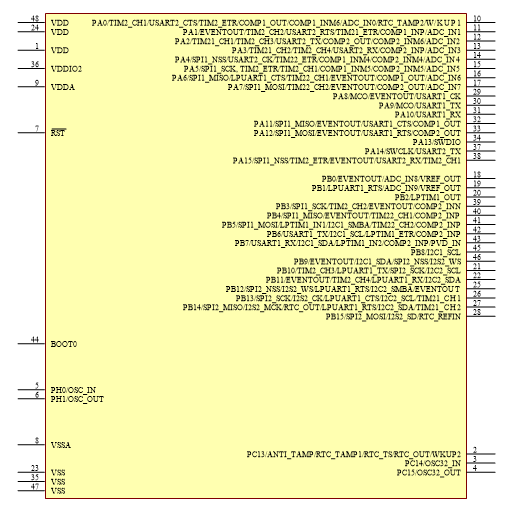 48 VDD PA0/TIM2_CH1/USART2_CTS/TIM2_ETR/COMP1_OUT/COMP1_INM6/ADC_IN0/RTC_TAMP2/WKUP1 10
24 VDD PA1/EVENTOUT/TIM2_CH2/USART2_RTS/TIM21_ETR/COMP1_INP/ADC_IN1 11
PA2/TIM21_CH1/TIM2_CH3/USART2_TX/COMP2_OUT/COMP2_INM6/ADC_IN2 12
1 VDD PA3/TIM21_CH2/TIM2_CH4/USART2_RX/COMP2_INP/ADC_IN3 13
PA4/SPI1_NSS/USART2_CK/TIM22_ETR/COMP1_INM4/COMP2_INM4/ADC_IN4 14
36 VDDIO2 PA5/SPI1_SCK_TIM2_ETR/TIM2_CH1/COMP1_INM5/COMP2_INM5/ADC_IN5 15
PA6/SPI1_MISO/LPUART1_CTS/TIM22_CH1/EVENTOUT/COMP1_OUT/ADC_IN6 16
9 VDDA PA7/SPI1_MOSI/TIM22_CH2/EVENTOUT/COMP2_OUT/ADC_IN7 17
PA8/MCO/EVENTOUT/USART1_CK 29
PA9/MCO/USART1_TX 30
PA10/USART1_RX 31
PA11/SPI1_MISO/EVENTOUT/USART1_CTS/COMP1_OUT 32
7 RST PA12/SPI1_MOSI/EVENTOUT/USART1_RTS/COMP2_OUT 33
PA13/SWDIO 34
PA14/SWCLK/USART2_TX 37
PA15/SPI1_NSS/TIM2_ETR/EVENTOUT/USART2_RX/TIM2_CH1 38
PB0/EVENTOUT/ADC_IN8/VREF_OUT 18
PB1/LPUART1_RTS/ADC_IN9/VREF_OUT 19
PB2/LPTIM1_OUT 20
PB3/SPI1_SCK/TIM2_CH2/EVENTOUT/COMP2_INN 39
PB4/SPI1_MISO/EVENTOUT/TIM22_CH1/COMP2_INP 40
PB5/SPI1_MOSI/LPTIM1_IN1/I2C1_SMBA/TIM22_CH2/COMP2_INP 41
PB6/USART1_TX/I2C1_SCL/LPTIM1_ETR/COMP2_INP 42
PB7/USART1_RX/I2C1_SDA/LPTIM1_IN2/COMP2_INP/PVD_IN 43
PB8/I2C1_SCL 45
PB9/EVENTOUT/I2C1_SDA/SPI2_NSS/I2S2_WS 46
PB10/TIM2_CH3/LPUART1_TX/SPI2_SCK/I2C2_SCL 21
PB11/EVENTOUT/TIM2_CH4/LPUART1_RX/I2C2_SDA 22
PB12/SPI2_NSS/I2S2_WS/LPUART1_RTS/I2C2_SMBA/EVENTOUT 25
PB13/SPI2_SCK/I2S2_CK/LPUART1_CTS/I2C2_SCL/TIM21_CH1 26
PB14/SPI2_MISO/I2S2_MCK/RTC_OUT/LPUART1_RTS/I2C2_SDA/TIM21_CH2 27
PB15/SPI2_MOSI/I2S2_SD/RTC_REFIN 28
44 BOOT0
5 PH0/OSC_IN
6 PH1/OSC_OUT
8 VSSA
PC13/ANTI_TAMP/RTC_TAMP1/RTC_TS/RTC_OUT/WKUP2 2
PC14/OSC32_IN 3
23 VSS PC15/OSC32_OUT 4
35 VSS
47 VSS